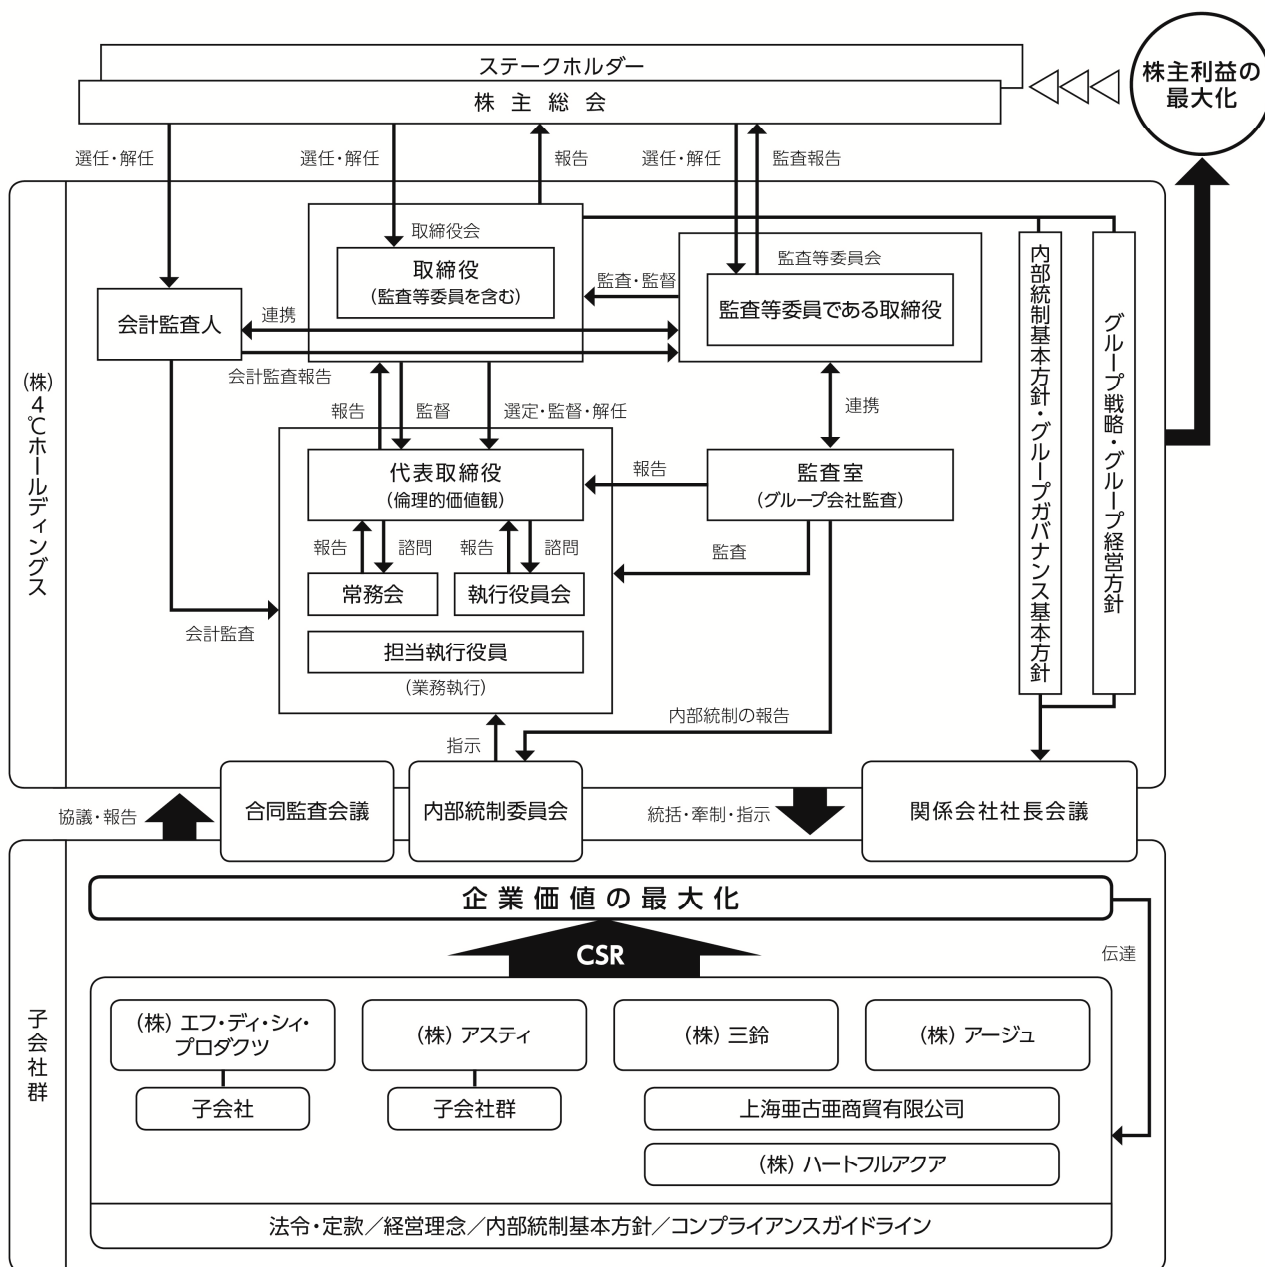 株主利益の
最大化
ステークホルダー
株主総会
選任・解任
選任・解任
報告
選任・解任
監査報告
(株)4℃ホールディングス
取締役会
取締役
(監査等委員を含む)
監査・監督
監査等委員会
監査等委員である取締役
会計監査人
連携
会計監査報告
内部統制基本方針・グループガバナンス基本方針
グループ戦略・グループ経営方針
報告
監督
選定・監督・解任
連携
代表取締役
(倫理的価値観)
報告
監査室
(グループ会社監査)
報告
諮問
報告
諮問
監査
常務会
執行役員会
会計監査
担当執行役員
(業務執行)
内部統制の報告
指示
協議・報告
合同監査会議
内部統制委員会
統括・牽制・指示
関係会社社長会議
子会社群
企業価値の最大化
CSR
伝達
(株)エフ・ディ・シィ・
プロダクツ
(株)アスティ
(株)三鈴
(株)アージュ
子会社
子会社群
上海亜古亜商貿有限公司
(株)ハートフルアクア
法令・定款／経営理念／内部統制基本方針／コンプライアンスガイドライン